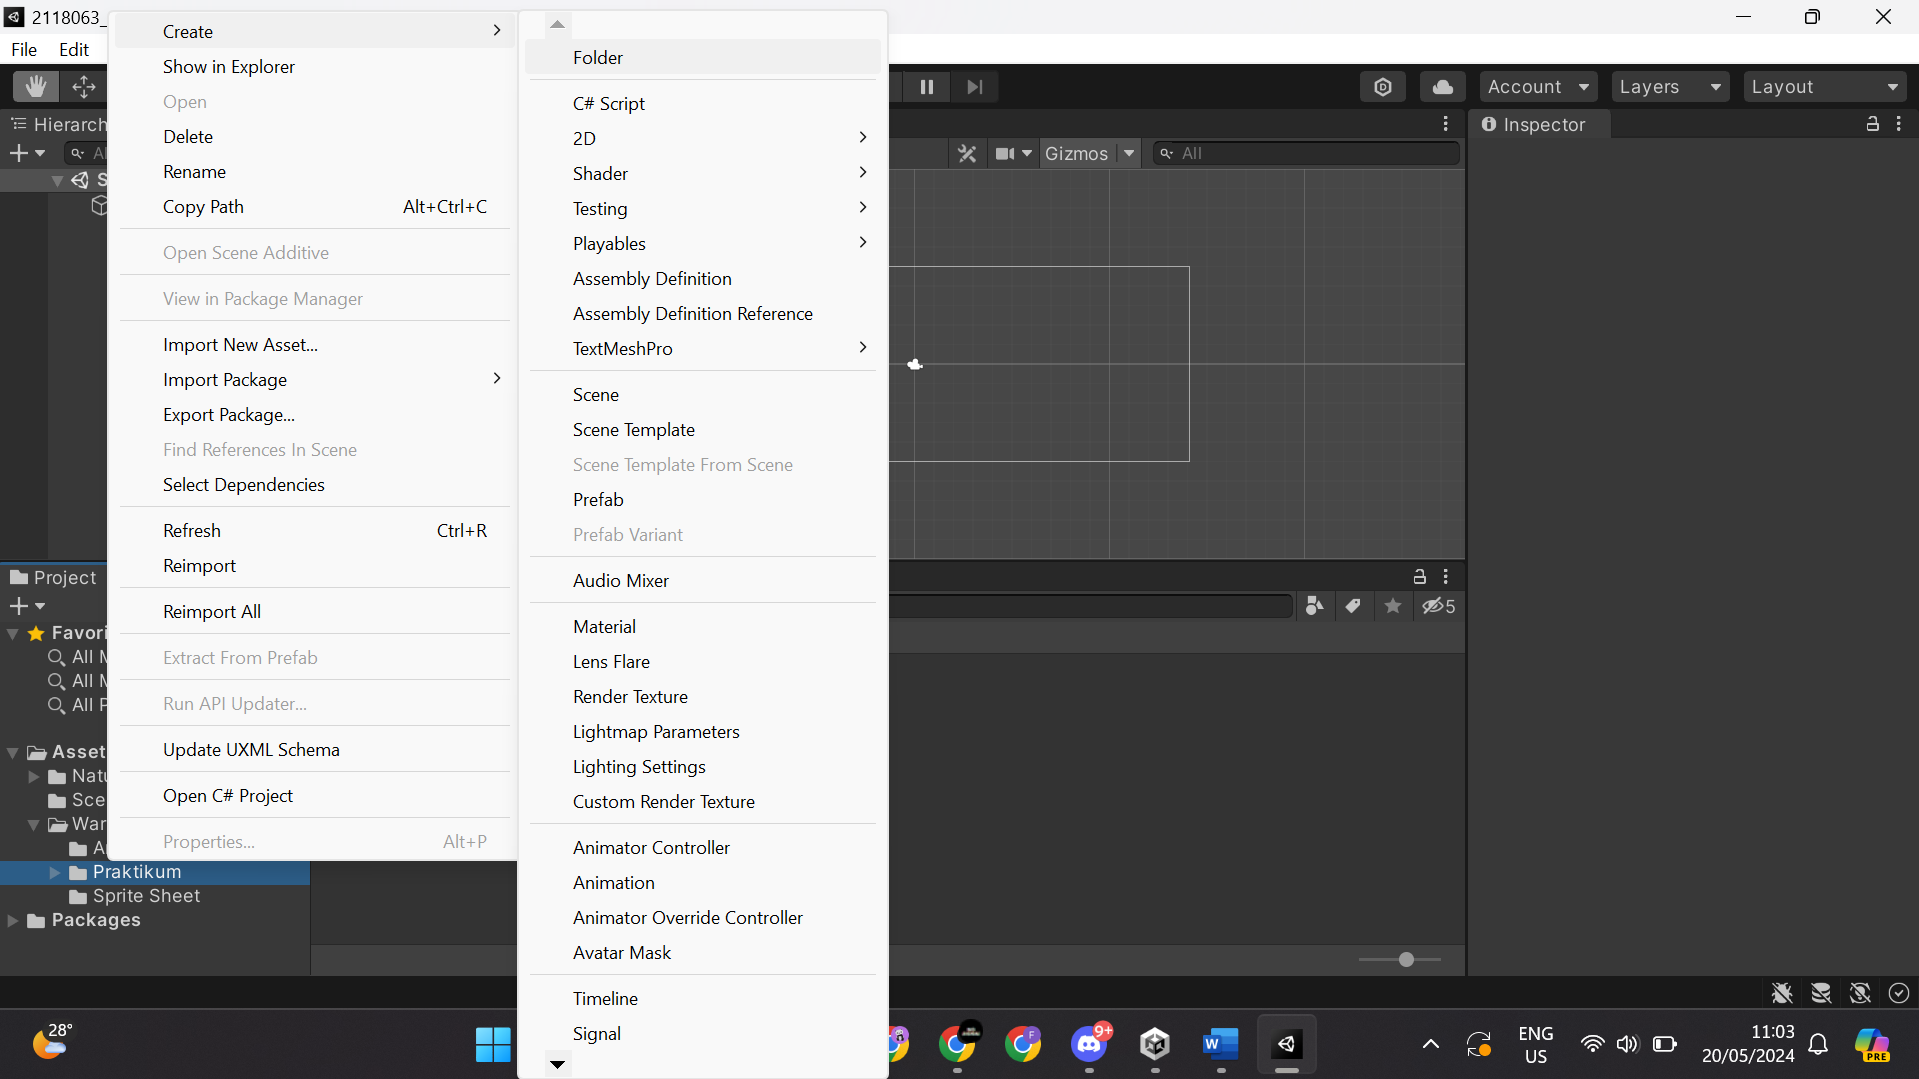 2118063_
File Edit
Account
Layers
Layout
Hierarch
Gizmos
All
Inspector
Create
Show in Explorer
Open
Delete
Rename
Copy Path Alt+Ctrl+C
Open Scene Additive
View in Package Manager
Import New Asset...
Import Package
Export Package...
Find References In Scene
Select Dependencies
Refresh Ctrl+R
Reimport
Reimport All
Extract From Prefab
Run API Updater...
Update UXML Schema
Open C# Project
Properties... Alt+P
Folder
C# Script
2D
Shader
Testing
Playables
Assembly Definition
Assembly Definition Reference
TextMeshPro
Scene
Scene Template
Scene Template From Scene
Prefab
Prefab Variant
Audio Mixer
Material
Lens Flare
Render Texture
Lightmap Parameters
Lighting Settings
Custom Render Texture
Animator Controller
Animation
Animator Override Controller
Avatar Mask
Timeline
Signal
Project
5
Favori
All M
All M
All P
Asset
Natu
Sce
War
Praktikum
Sprite Sheet
Packages
28°
9+
ENG
US
11:03
20/05/2024
PRE